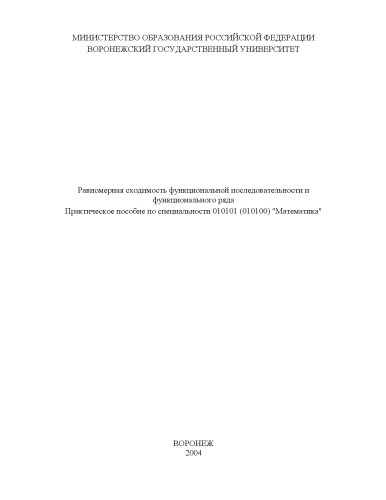 МИНИСТЕРСТВО ОБРАЗОВАНИЯ РОССИЙСКОЙ ФЕДЕРАЦИИ
ВОРОНЕЖСКИЙ ГОСУДАРСТВЕННЫЙ УНИВЕРСИТЕТ
Равномерная сходимость функциональной последовательности и
функционального ряда
Практическое пособие по специальности 010101 (010100) "Математика"
ВОРОНЕЖ
2004